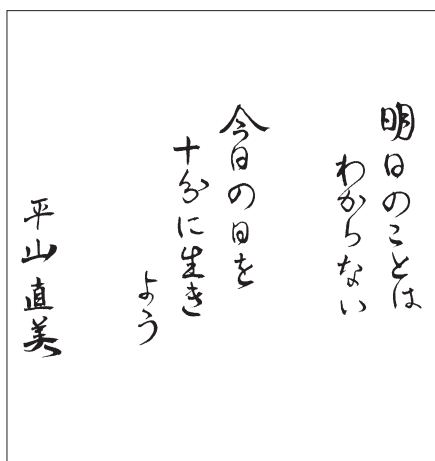 明日のことは
わからない
今日の日を
十分に生き
よう
平山直美